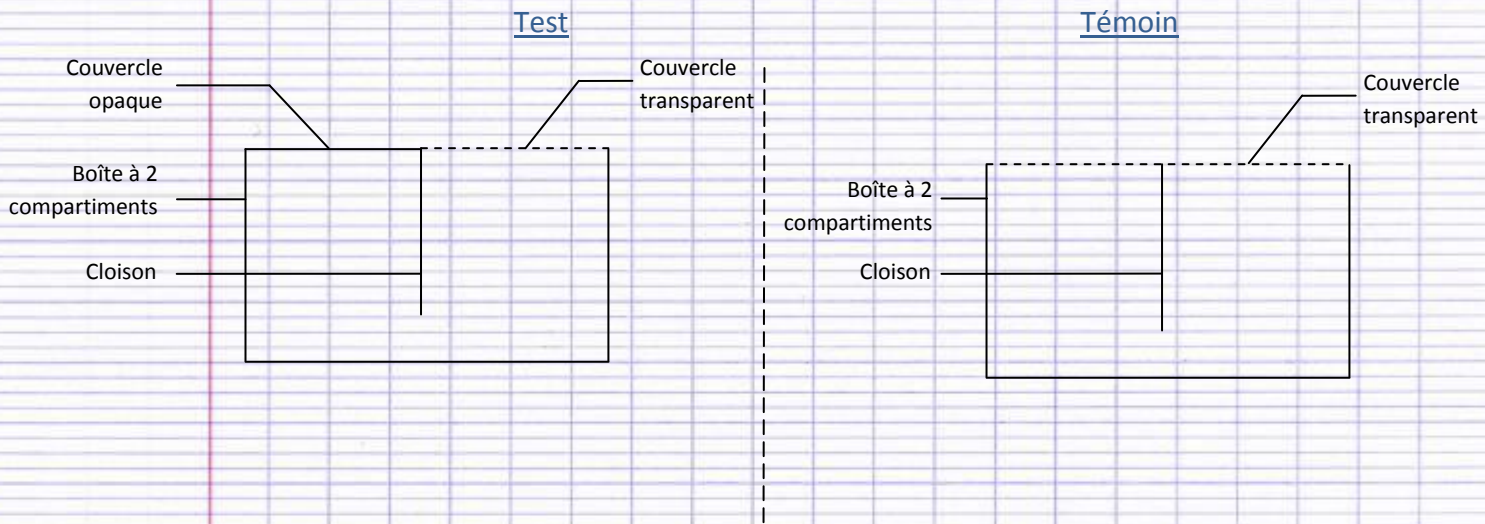 Test
Couvercle
opaque
Couvercle
transparent
Boîte à 2
compartiments
Cloison
Témoin
Couvercle
transparent
Boîte à 2
compartiments
Cloison